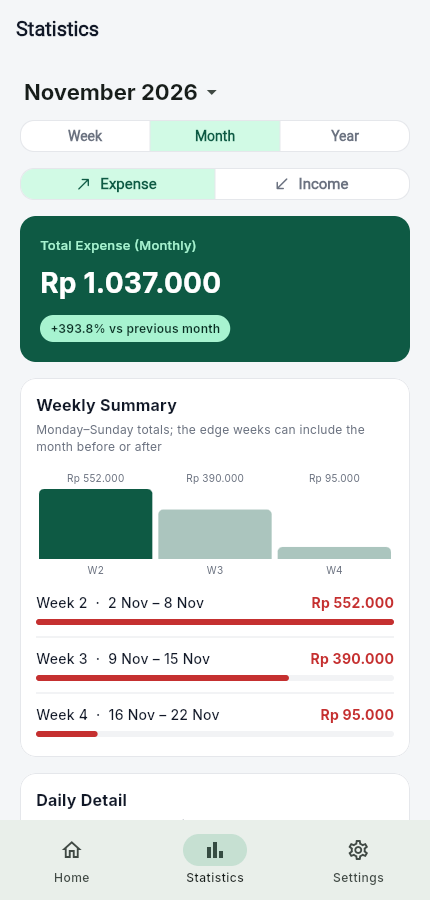 Statistics
November 2026
Week
Month
Year
Expense
Income
Total Expense (Monthly)
Rp 1.037.000
+393.8% vs previous month
Weekly Summary
Monday–Sunday totals; the edge weeks can include the
month before or after
Rp 552.000
Rp 390.000
Rp 95.000
W2
W3
W4
Week 2 · 2 Nov – 8 Nov
Rp 552.000
Week 3 · 9 Nov – 15 Nov
Rp 390.000
Week 4 · 16 Nov – 22 Nov
Rp 95.000
Daily Detail
Home
Statistics
Settings